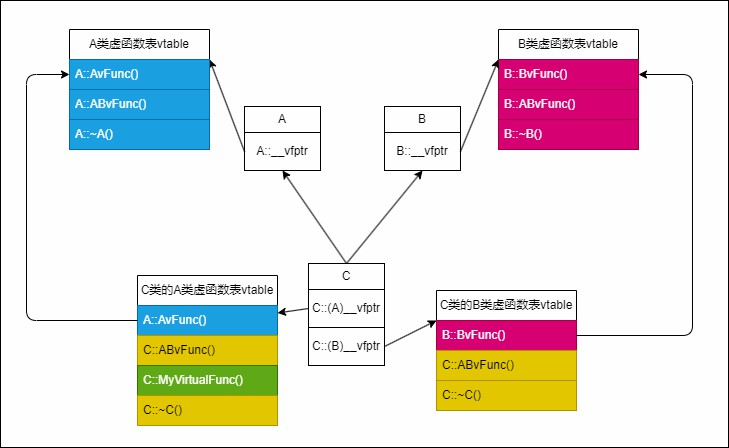 A类虚函数表vtable
A::AvFunc()
A::ABvFunc()
A::~A()
B类虚函数表vtable
B::BvFunc()
B::ABvFunc()
B::~B()
A
A::__vfptr
B
B::__vfptr
C
C::(A)__vfptr
C::(B)__vfptr
C类的A类虚函数表vtable
A::AvFunc()
C::ABvFunc()
C::MyVirtualFunc()
C::~C()
C类的B类虚函数表vtable
B::BvFunc()
C::ABvFunc()
C::~C()